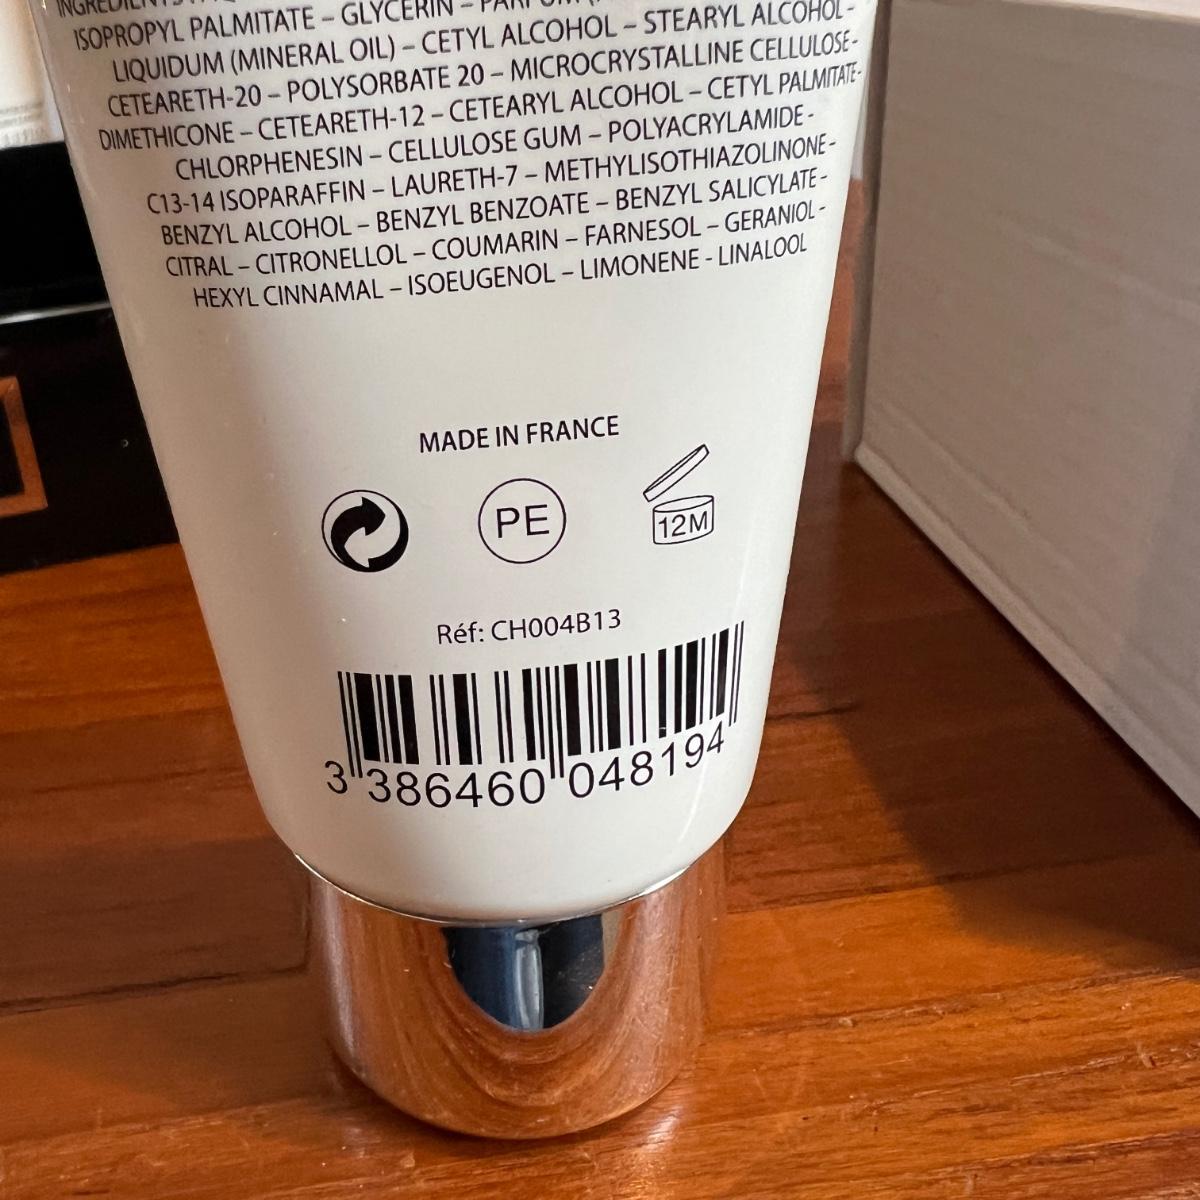 INGREDIENTS
ISOPROPYL PALMITATE – GLYCERIN – PARFUM
LIQUIDUM (MINERAL OIL) – CETYL ALCOHOL – STEARYL ALCOHOL -
CETEARETH-20 – POLYSORBATE 20 – MICROCRYSTALLINE CELLULOSE-
DIMETHICONE – CETEARETH-12 – CETEARYL ALCOHOL – CETYL PALMITATE-
CHLORPHENESIN – CELLULOSE GUM – POLYACRYLAMIDE -
C13-14 ISOPARAFFIN – LAURETH-7 – METHYLISOTHIAZOLINONE-
BENZYL ALCOHOL – BENZYL BENZOATE – BENZYL SALICYLATE -
CITRAL – CITRONELLOL – COUMARIN – FARNESOL – GERANIOL -
HEXYL CINNAMAL – ISOEUGENOL – LIMONENE - LINALOOL
MADE IN FRANCE
PE
12M
Réf: CH004B13
3 386460 048194